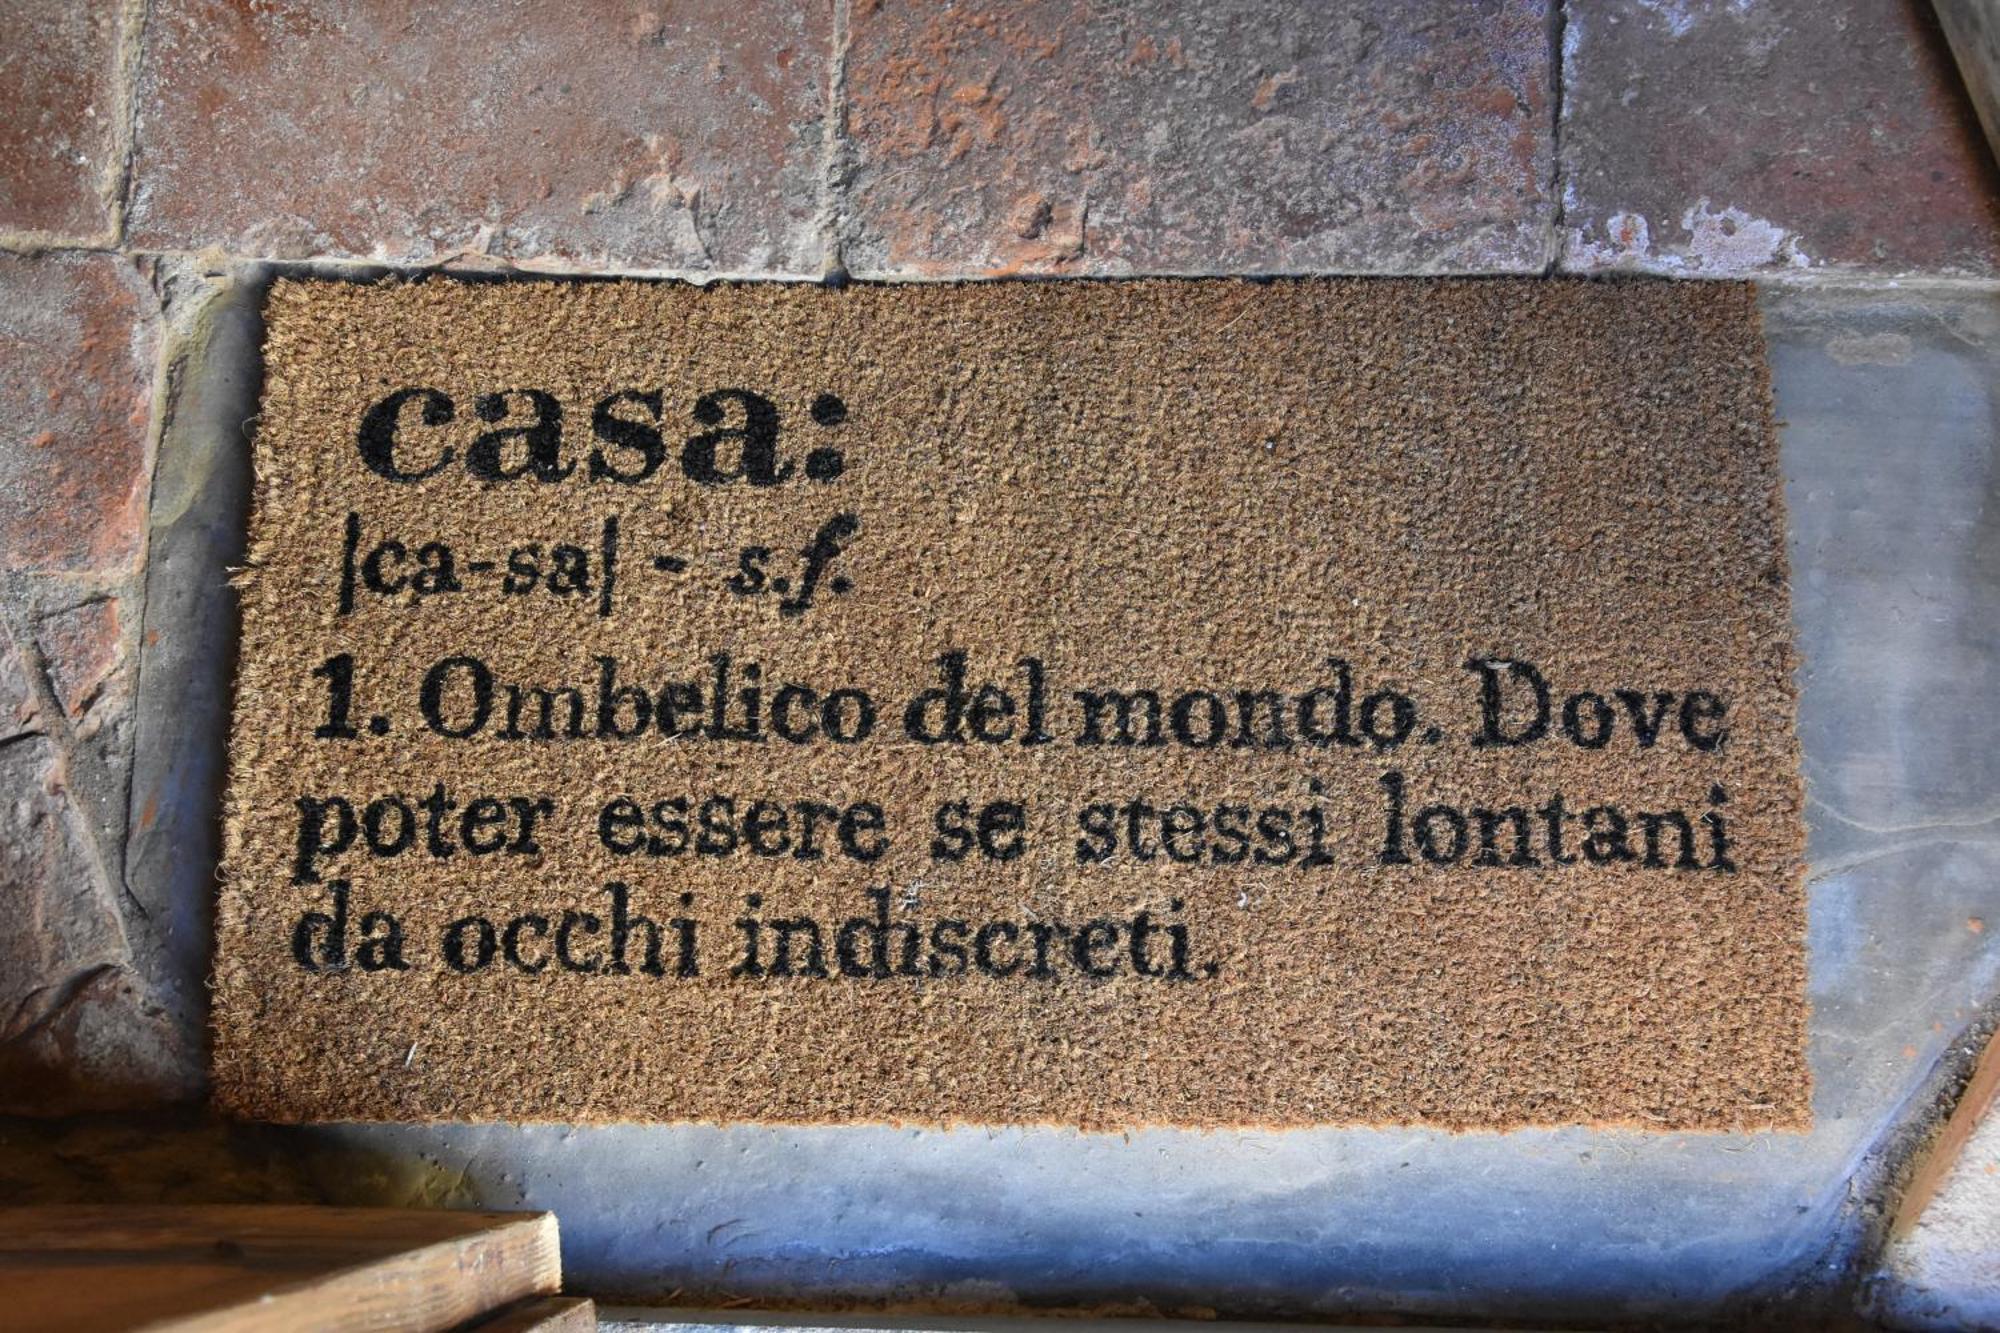 casa:
|ca-sa| - s.f.
1. Ombelico del mondo. Dove
poter essere se stessi lontani
da occhi indiscreti.